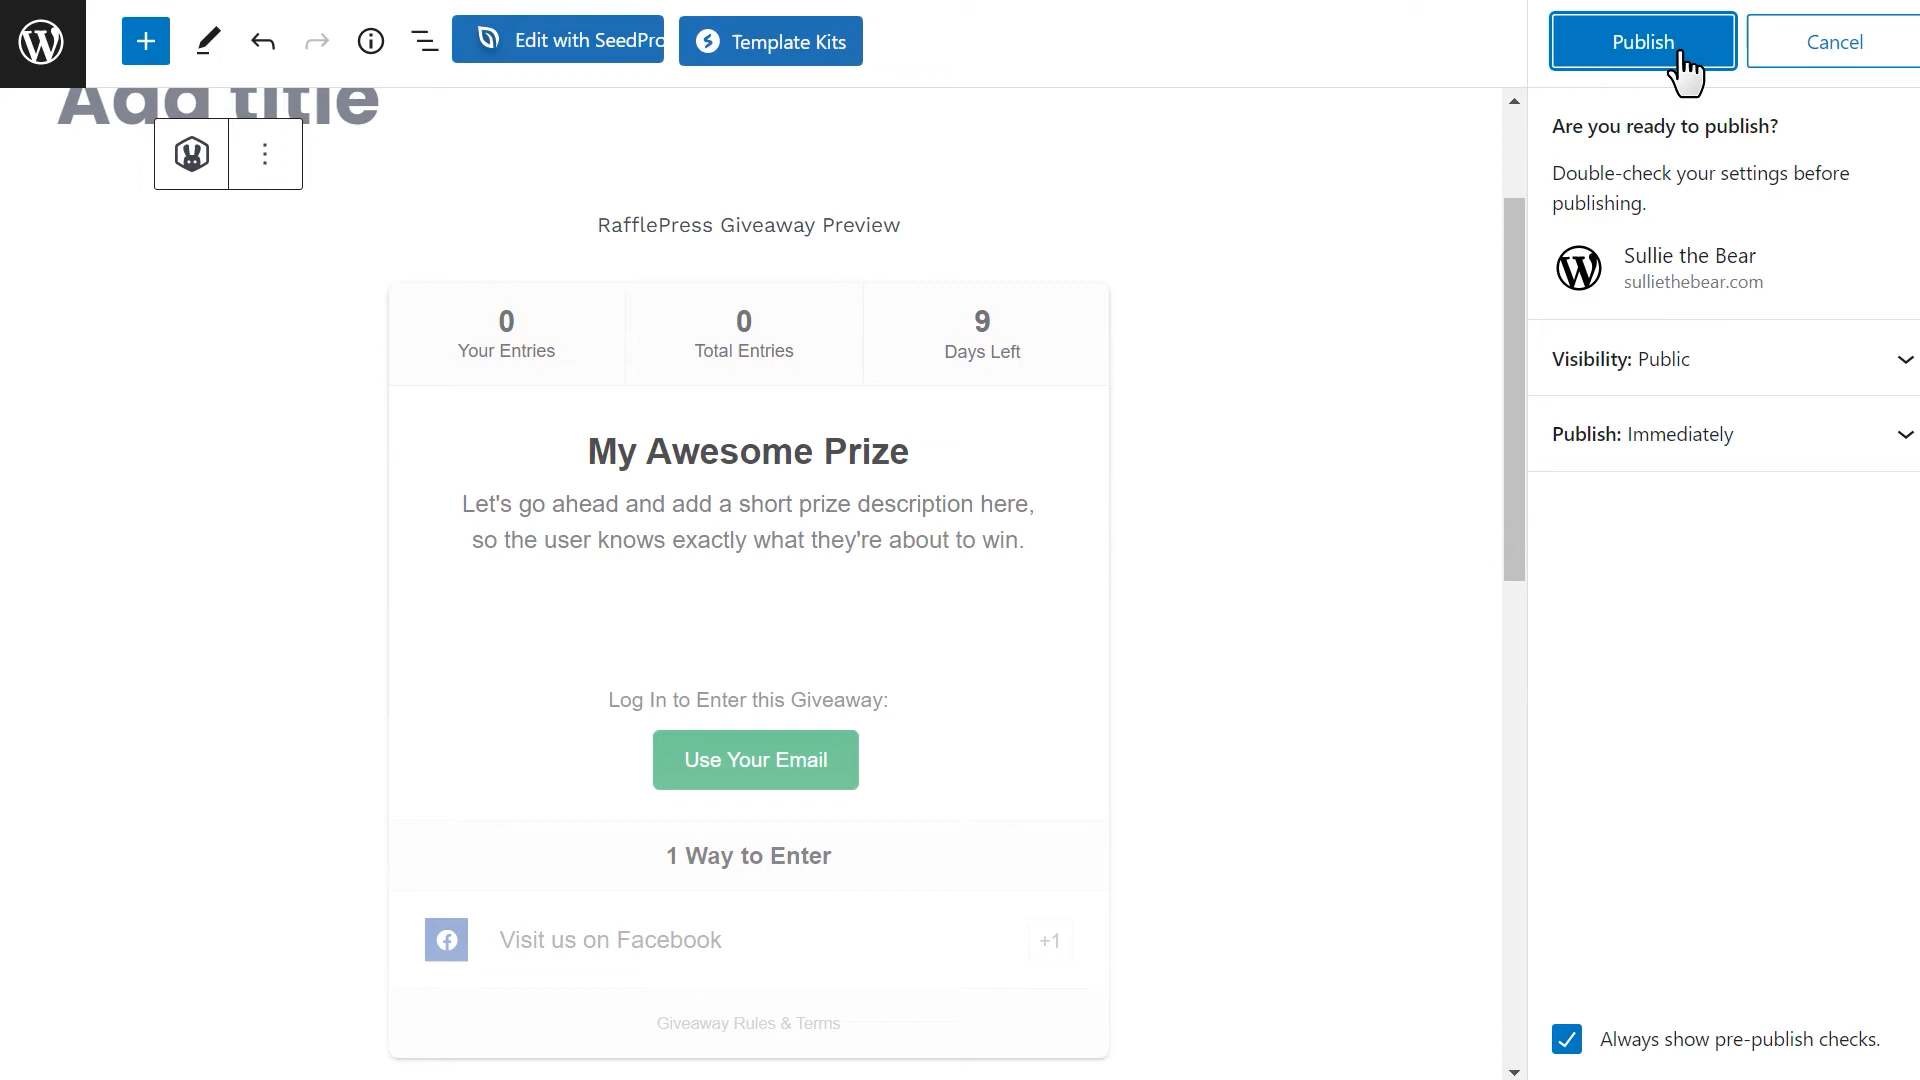 Edit with SeedPro
Template Kits
Publish
Cancel
Add title
Are you ready to publish?
Double-check your settings before
publishing.
Sullie the Bear
sulliethebear.com
Visibility: Public
Publish: Immediately
Always show pre-publish checks.
RafflePress Giveaway Preview
0
Your Entries
0
Total Entries
9
Days Left
My Awesome Prize
Let's go ahead and add a short prize description here,
so the user knows exactly what they're about to win.
Log In to Enter this Giveaway:
Use Your Email
1 Way to Enter
Visit us on Facebook
+1
Giveaway Rules & Terms